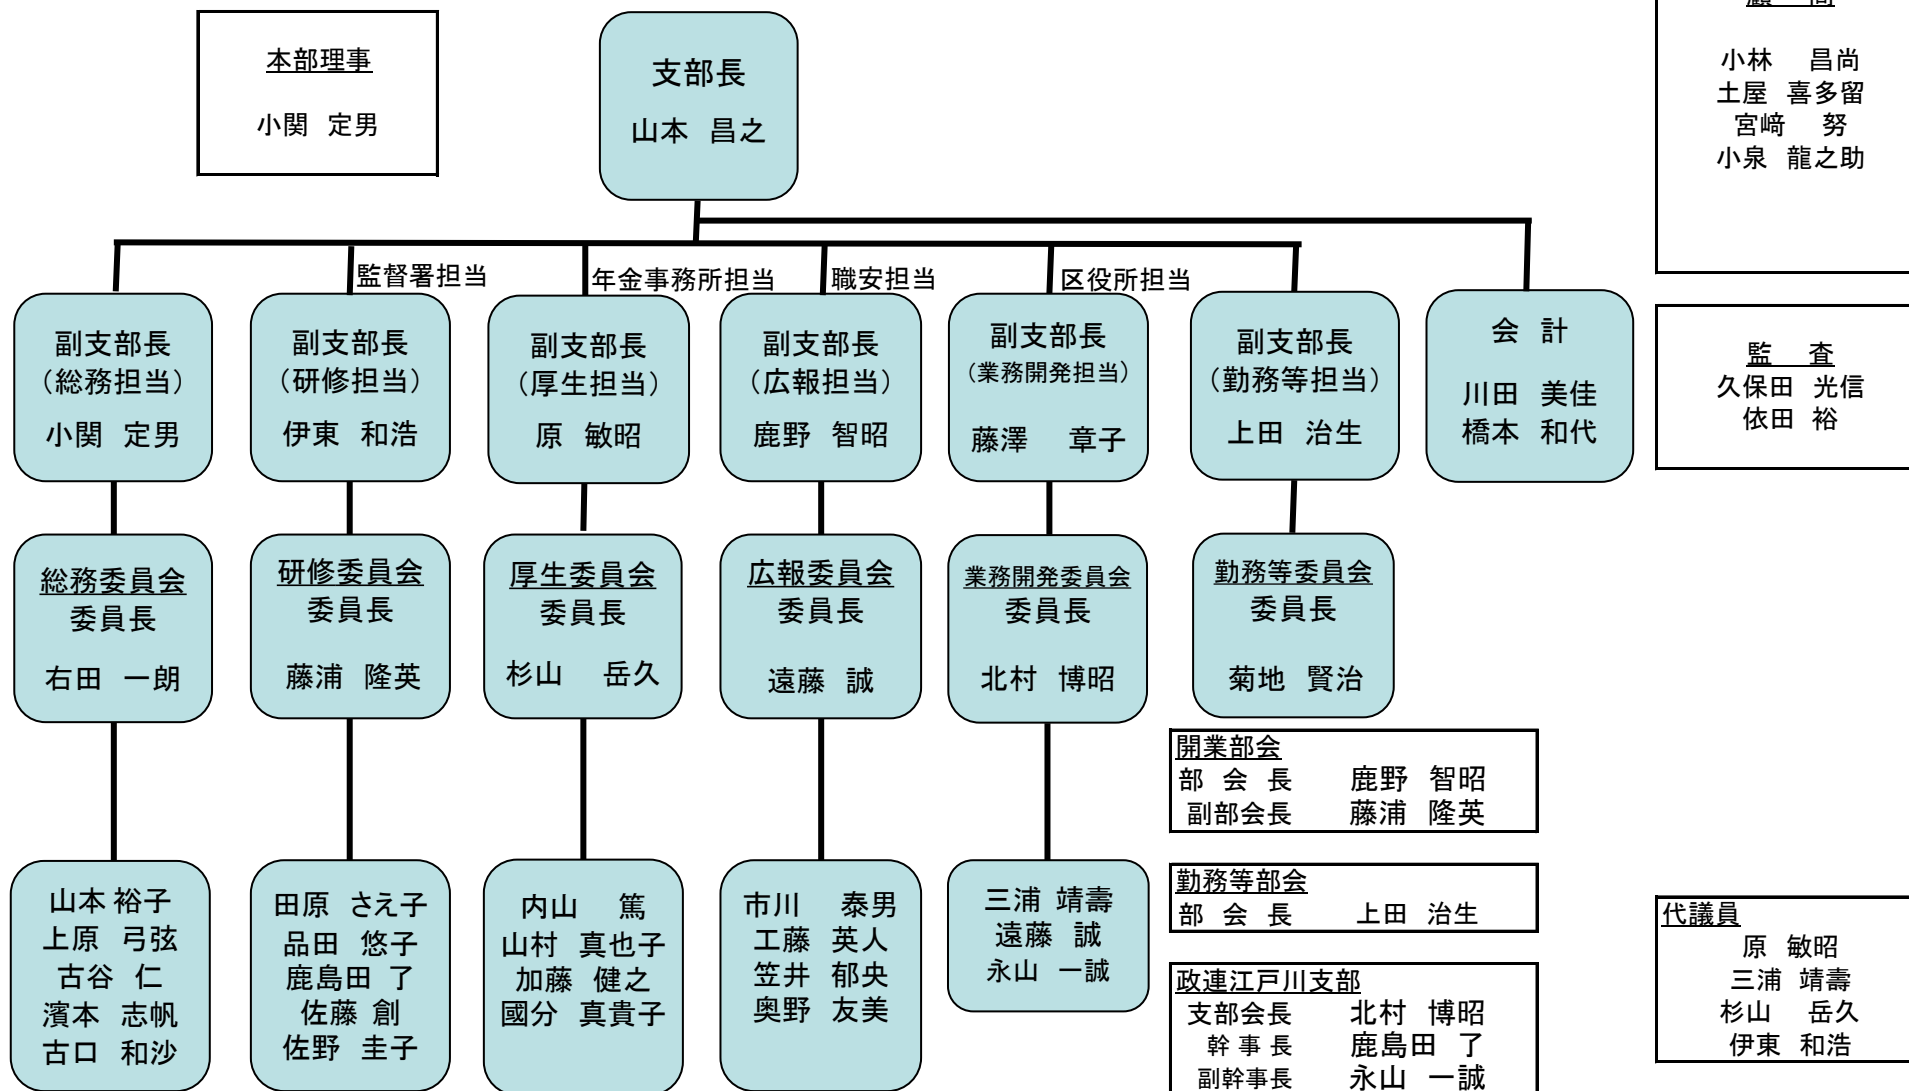 本部理事
小関 定男
支部長
山本 昌之
顧 問
小林 昌尚
土屋 喜多留
宮﨑 努
小泉 龍之助
監 査
久保田 光信
依田 裕
監督署担当
年金事務所担当
職安担当
区役所担当
副支部長
（総務担当）
小関 定男
副支部長
（研修担当）
伊東 和浩
副支部長
（厚生担当）
原 敏昭
副支部長
（広報担当）
鹿野 智昭
副支部長
（業務開発担当）
藤澤 章子
副支部長
（勤務等担当）
上田 治生
会 計
川田 美佳
橋本 和代
総務委員会
委員長
右田 一朗
研修委員会
委員長
藤浦 隆英
厚生委員会
委員長
杉山 岳久
広報委員会
委員長
遠藤 誠
業務開発委員会
委員長
北村 博昭
勤務等委員会
委員長
菊地 賢治
山本 裕子
上原 弓弦
古谷 仁
濱本 志帆
古口 和沙
田原 さえ子
品田 悠子
鹿島田 了
佐藤 創
佐野 圭子
内山 篤
山村 真也子
加藤 健之
國分 真貴子
市川 泰男
工藤 英人
笠井 郁央
奥野 友美
三浦 靖壽
遠藤 誠
永山 一誠
開業部会
部 会 長 鹿野 智昭
副部会長 藤浦 隆英
勤務等部会
部 会 長 上田 治生
政連江戸川支部
支部会長 北村 博昭
幹 事 長 鹿島田 了
副幹事長 永山 一誠
代議員
原 敏昭
三浦 靖壽
杉山 岳久
伊東 和浩